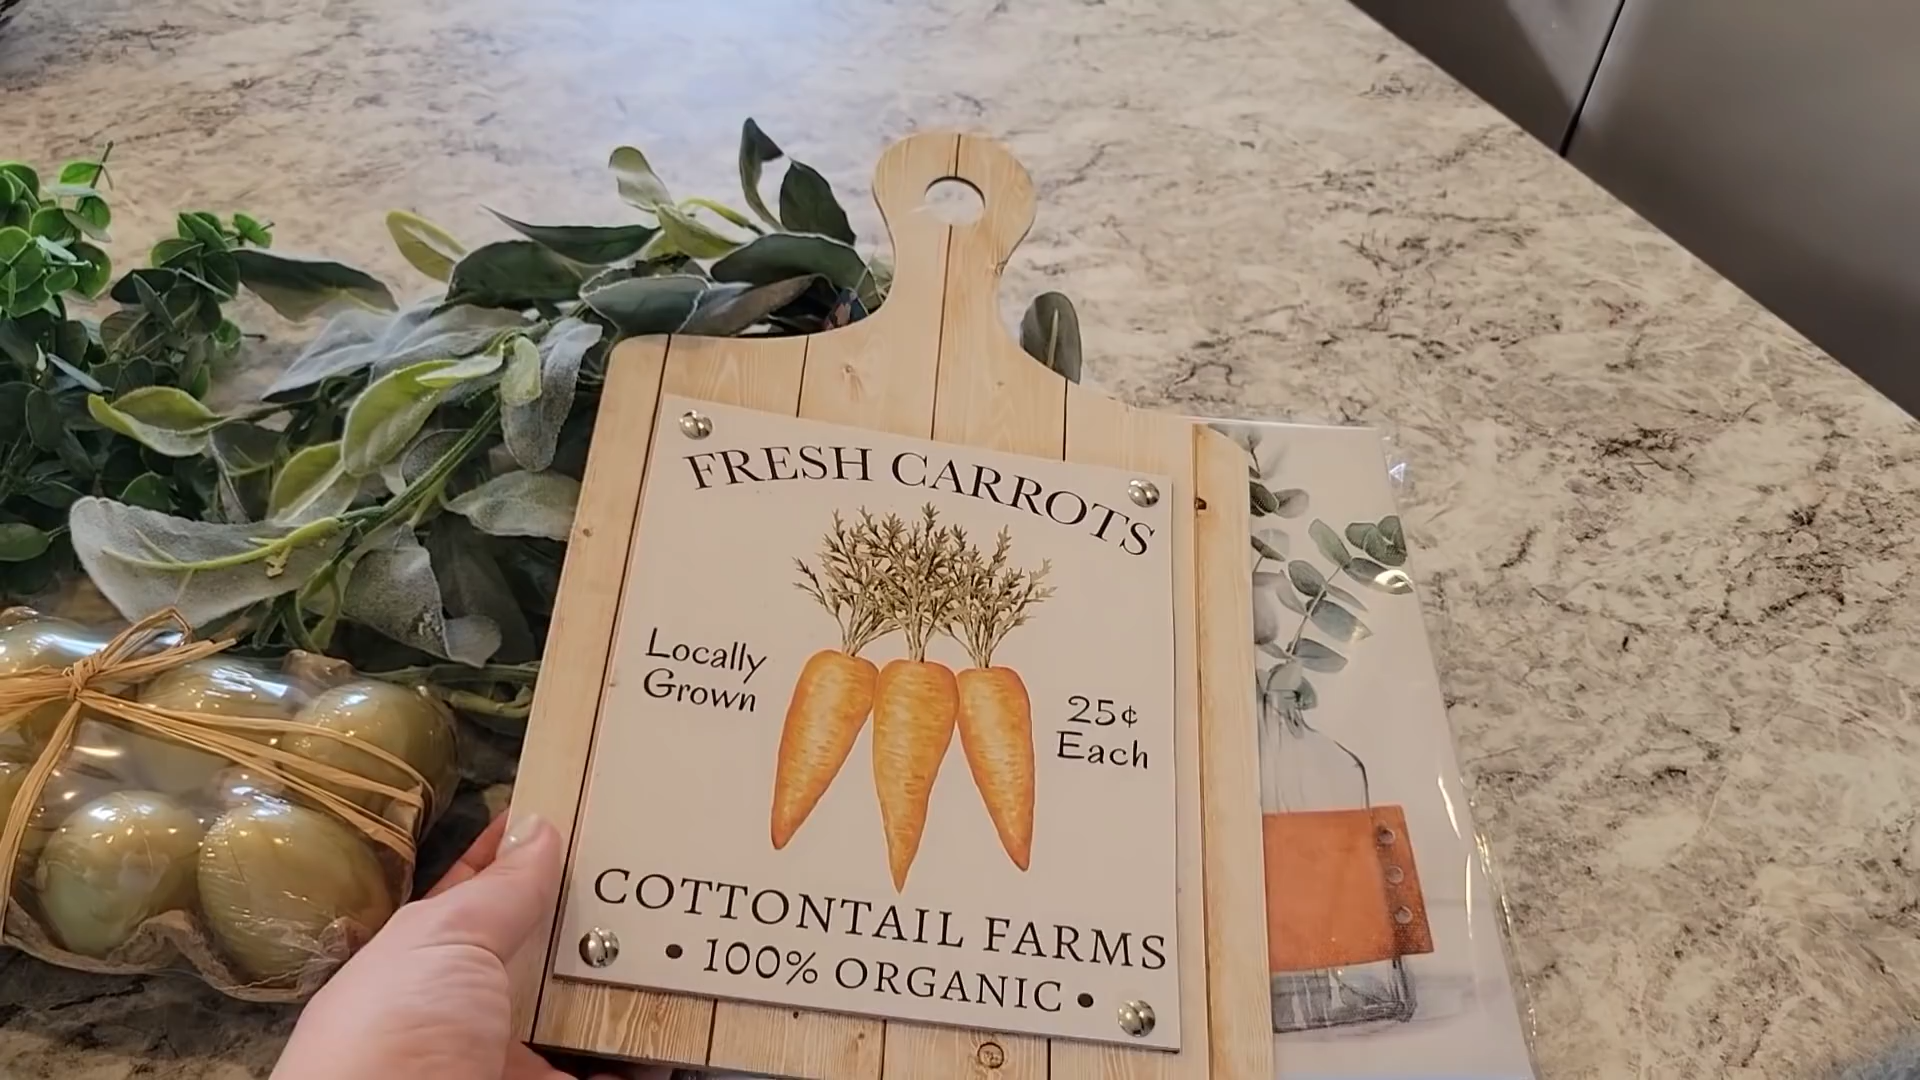 FRESH CARROTS
Locally
Grown
25¢
Each
COTTONTAIL FARMS
• 100% ORGANIC •